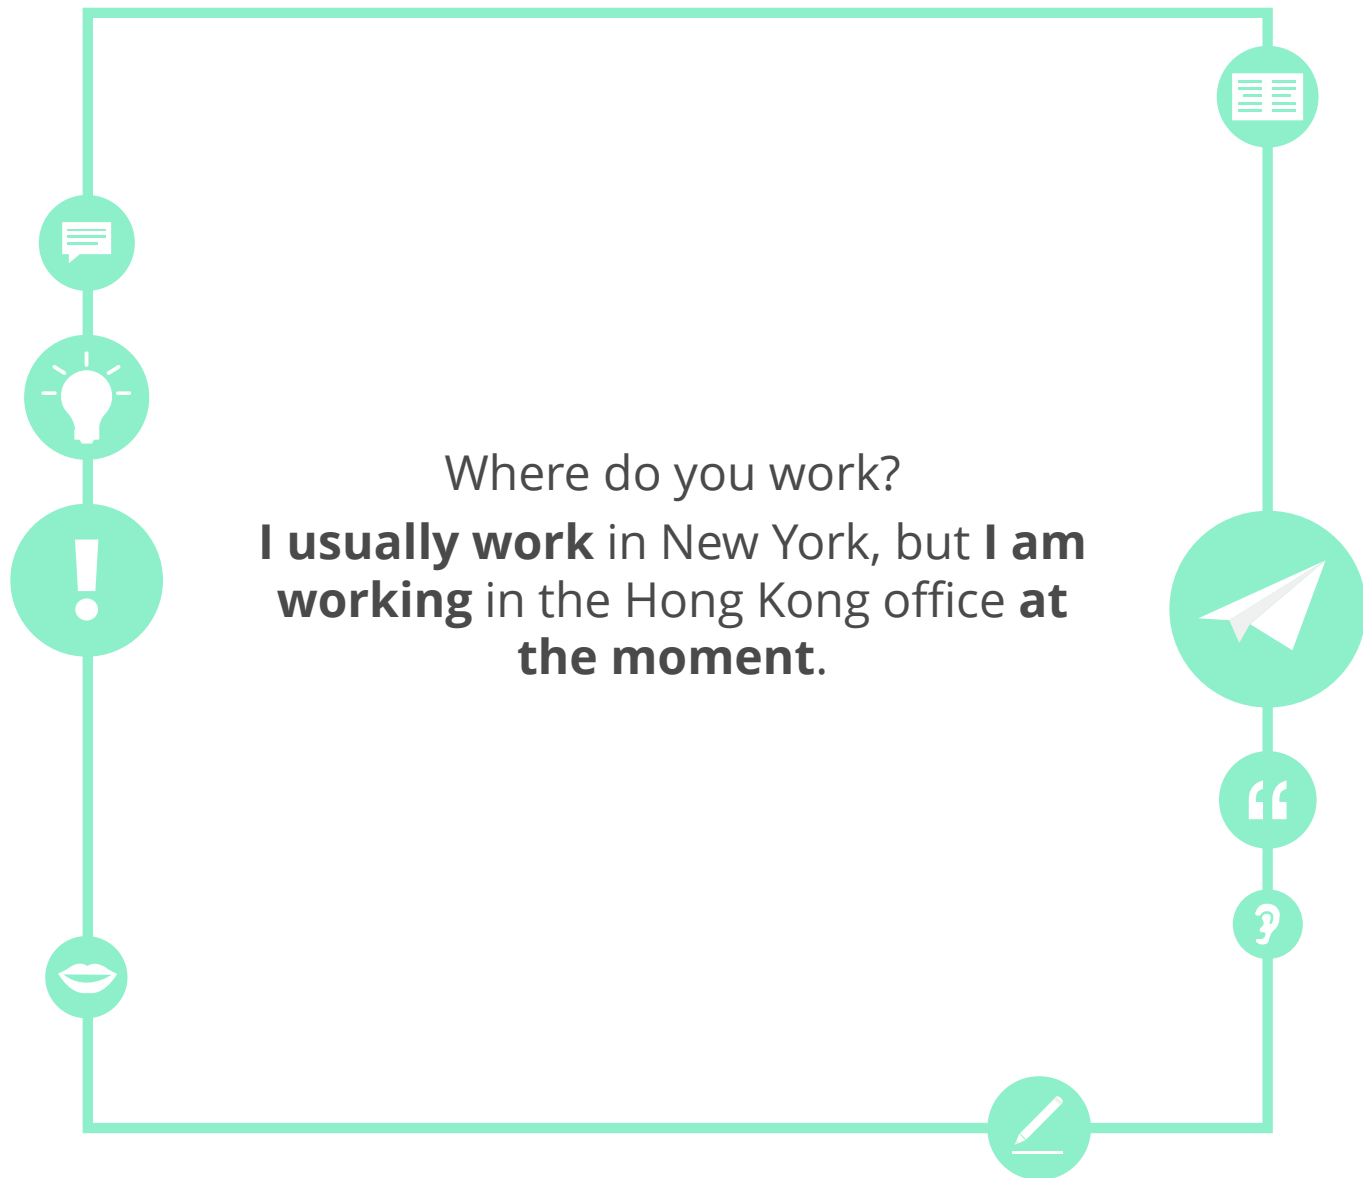 Where do you work?
I usually work in New York, but I am
working in the Hong Kong office at
the moment.